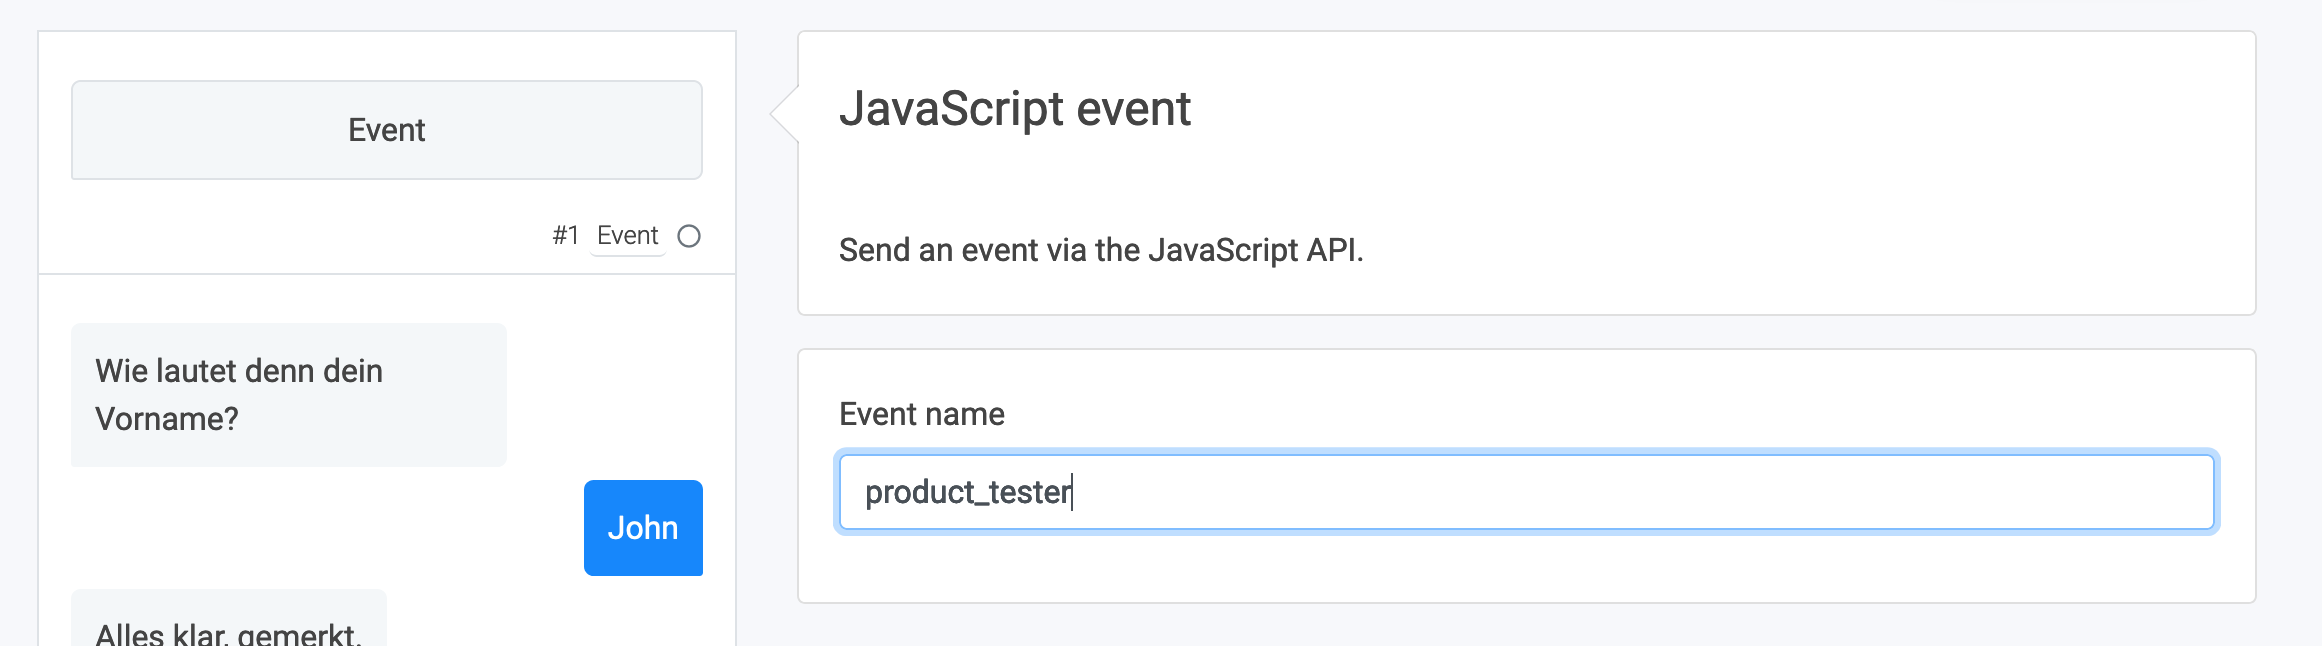 Event
#1 Event
Wie lautet denn dein
Vorname?
John
Alles klar, gemerkt.
JavaScript event
Send an event via the JavaScript API.
Event name
product_tester